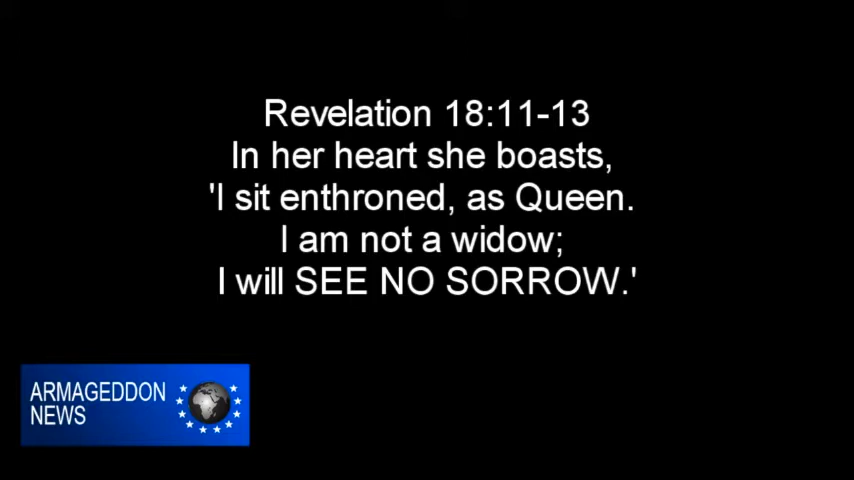 Revelation 18:11-13
In her heart she boasts,
'I sit enthroned, as Queen.
I am not a widow;
I will SEE NO SORROW.'
ARMAGEDDON
NEWS